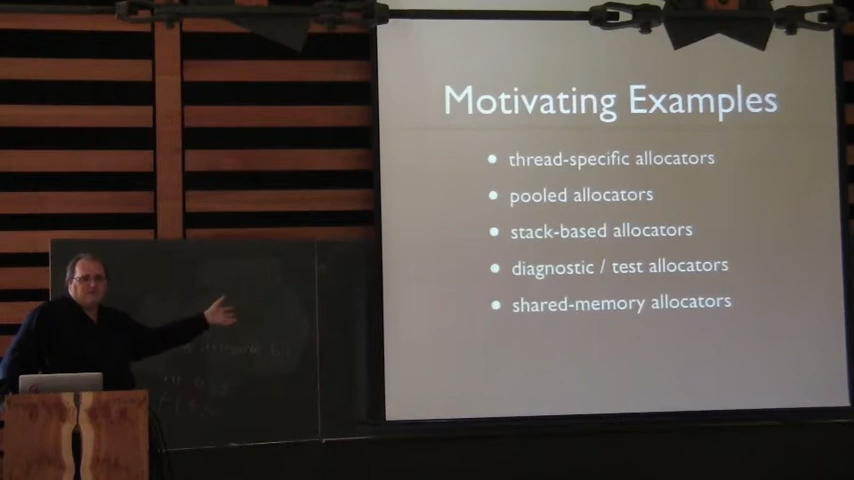 Motivating Examples
• thread-specific allocators
• pooled allocators
• stack-based allocators
• diagnostic / test allocators
• shared-memory allocators